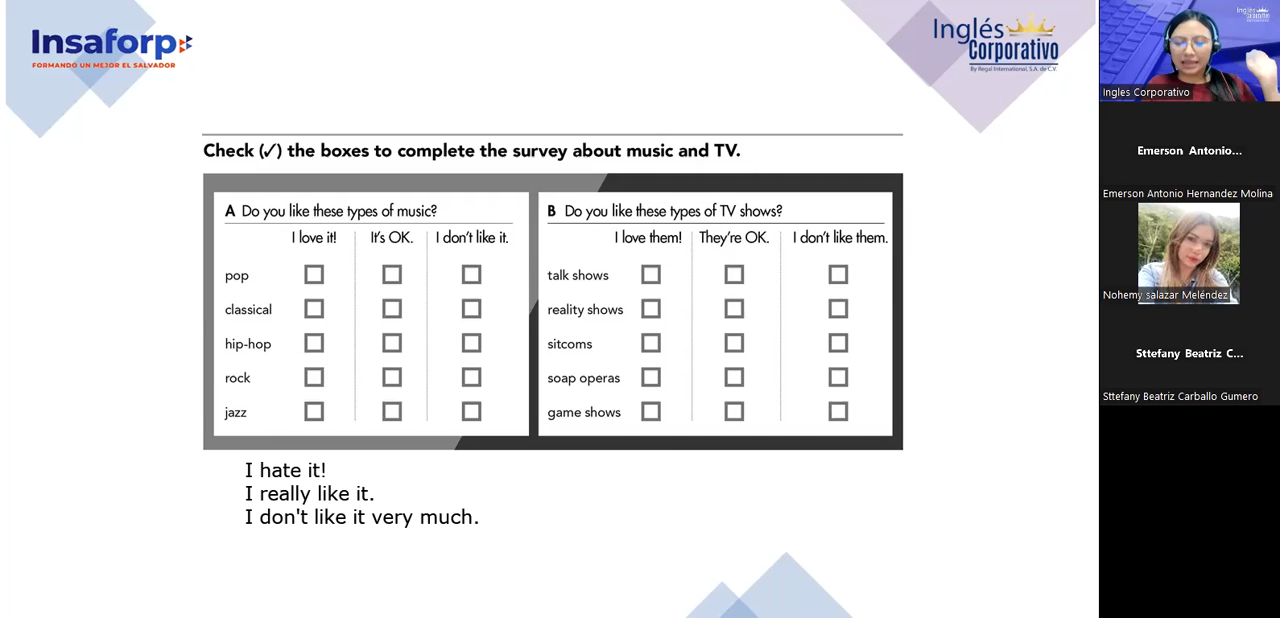 Insaforp
FORMANDO UN MEJOR EL SALVADOR
Inglés
Corporativo
By Regal International, S.A. de C.V.
Check (✓) the boxes to complete the survey about music and TV.
A Do you like these types of music?
I love it! It's OK. I don't like it.
pop
classical
hip-hop
rock
jazz
B Do you like these types of TV shows?
I love them! They're OK. I don't like them.
talk shows
reality shows
sitcoms
soap operas
game shows
I hate it!
I really like it.
I don't like it very much.
Ingles Corporativo
Emerson Antonio...
Emerson Antonio Hernandez Molina
Nohemy salazar Meléndez
Sttefany Beatriz C...
Sttefany Beatriz Carballo Gumero